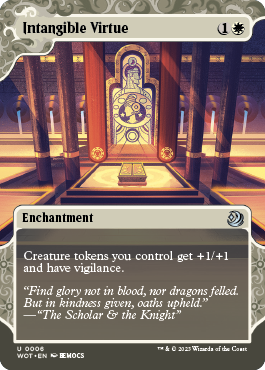 Intangible Virtue 1
Enchantment
Creature tokens you control get +1/+1
and have vigilance.
“Find glory not in blood, nor dragons felled.
But in kindness given, oaths upheld.”
—“The Scholar & the Knight”
U 0006
WOT • EN BEMOCS
™ & © 2023 Wizards of the Coast